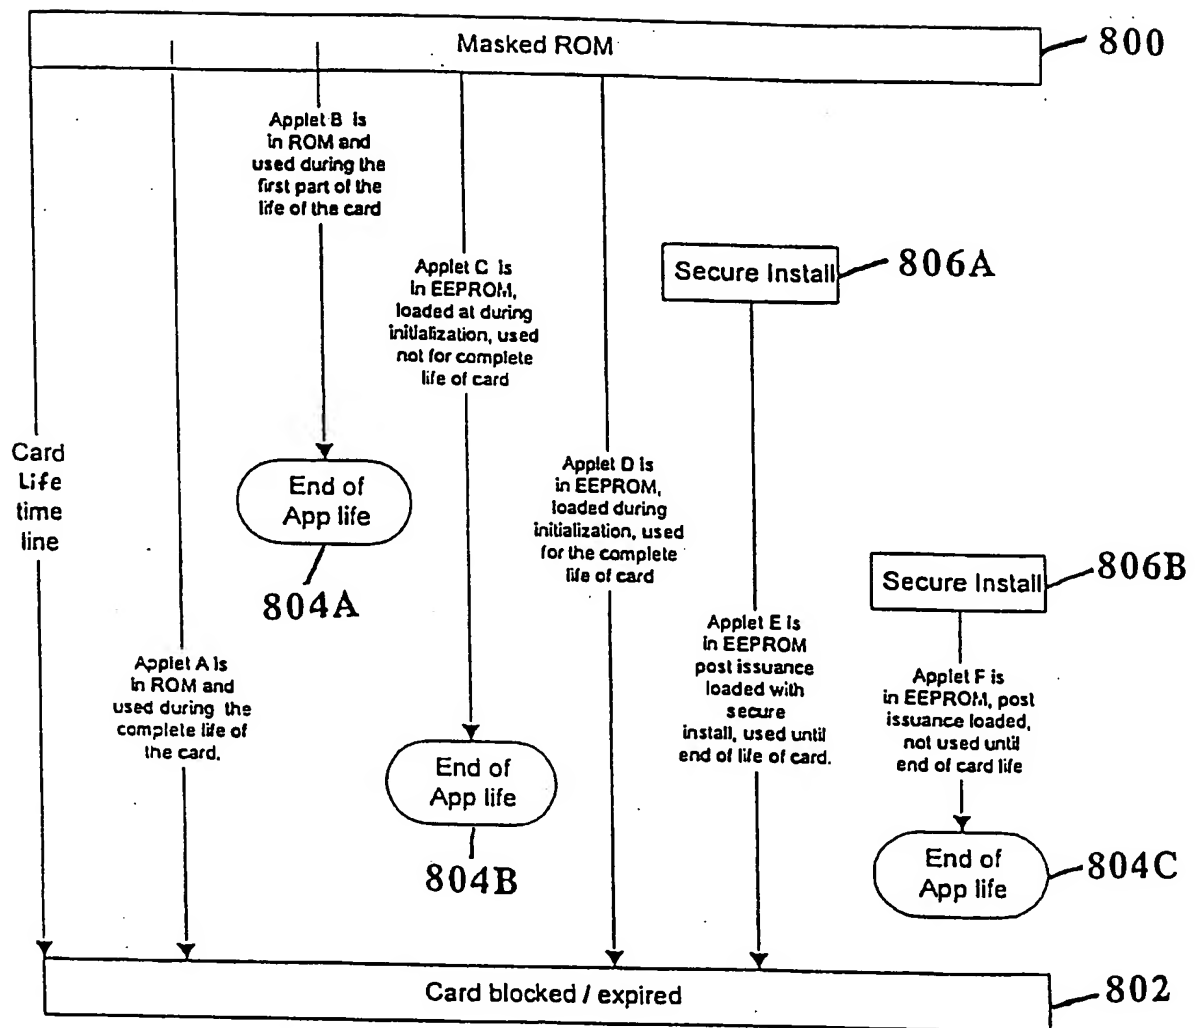 Masked ROM
800
Applet B is
in ROM and
used during the
first part of the
life of the card
Applet C is
in EEPROM,
loaded at during
initialization, used
not for complete
life of card
Secure Install
806A
Card
Life
time
line
End of
App life
804A
Applet D is
in EEPROM,
loaded during
initialization, used
for the complete
life of card
Secure Install
806B
Applet A is
in ROM and
used during the
complete life of
the card.
Applet E is
in EEPROM
post issuance
loaded with
secure
install, used until
end of life of card.
Applet F is
in EEPROM, post
issuance loaded,
not used until
end of card life
End of
App life
804B
End of
App life
804C
Card blocked / expired
802